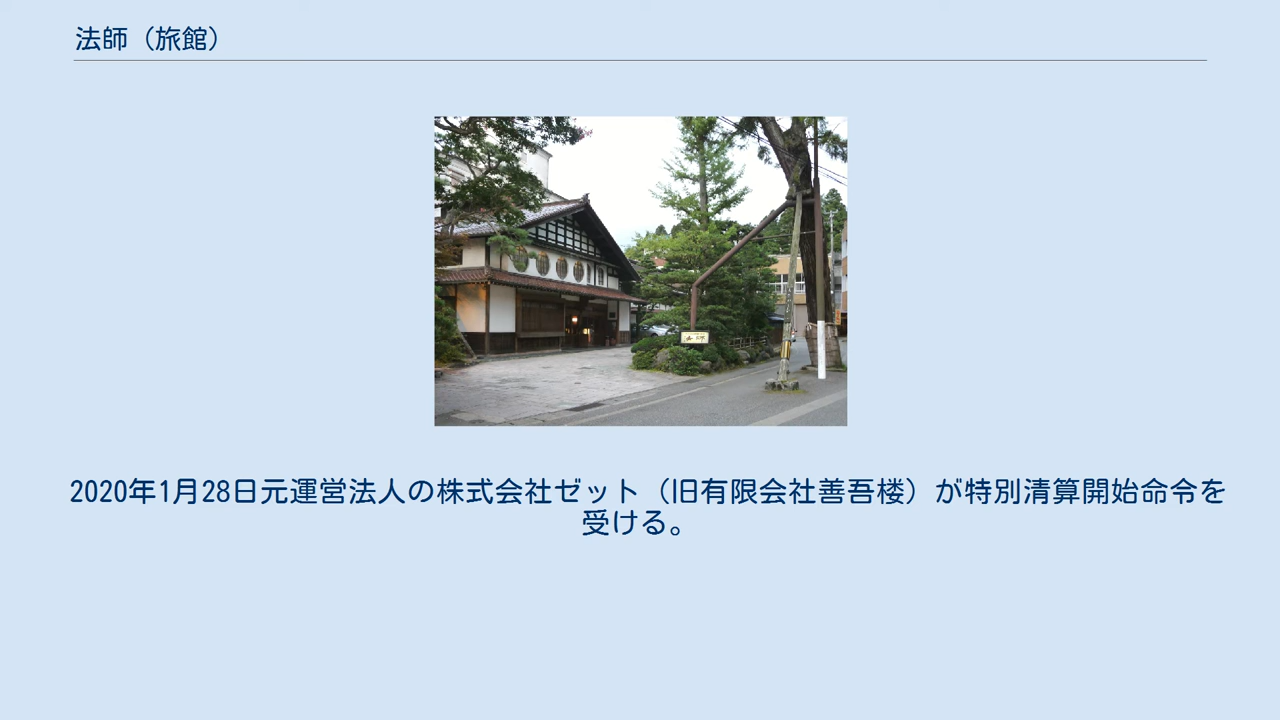 法師（旅館）
2020年1月28日元運営法人の株式会社ゼット（旧有限会社善吾楼）が特別清算開始命令を
受ける。